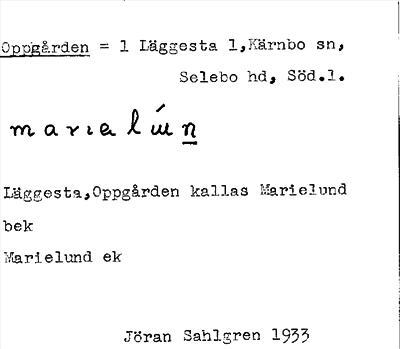 Oppgården = 1 Läggesta 1,Kärnbo sn,
Selebo hd, Söd.l.
Läggesta,Oppgården kallas Marielund
bek
Marielund ek
Jöran Sahlgren 1933